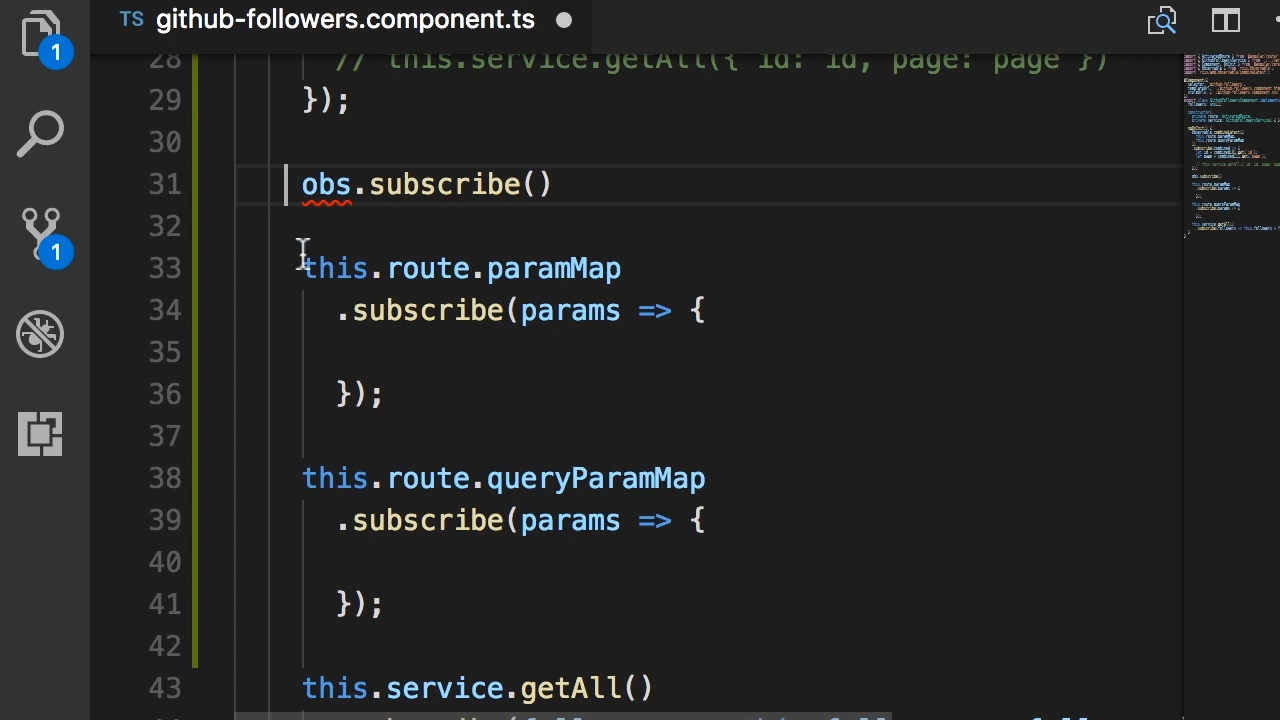 TS github-followers.component.ts
1
1
28 // this.service.getAll({ id: id, page: page })
29 });
30
31 obs.subscribe()
32
33 this.route.paramMap
34 .subscribe(params => {
35
36 });
37
38 this.route.queryParamMap
39 .subscribe(params => {
40
41 });
42
43 this.service.getAll()